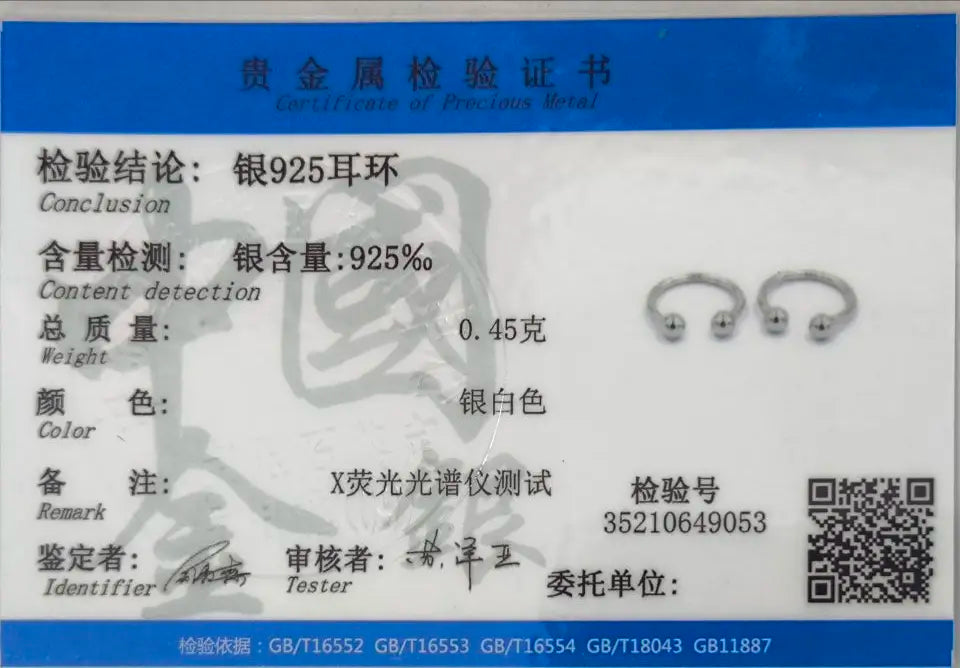 贵金属检验证书
Certificate of Precious Metal
检验结论: 银925耳环
Conclusion
含量检测: 银含量:925‰
Content detection
总质量: 0.45克
Weight
颜色: 银白色
Color
备注: X荧光光谱仪测试
Remark
检验号
35210649053
鉴定者:
Identifier
审核者:
Tester
委托单位:
检验依据: GB/T16552 GB/T16553 GB/T16554 GB/T18043 GB11887
中國
金銀